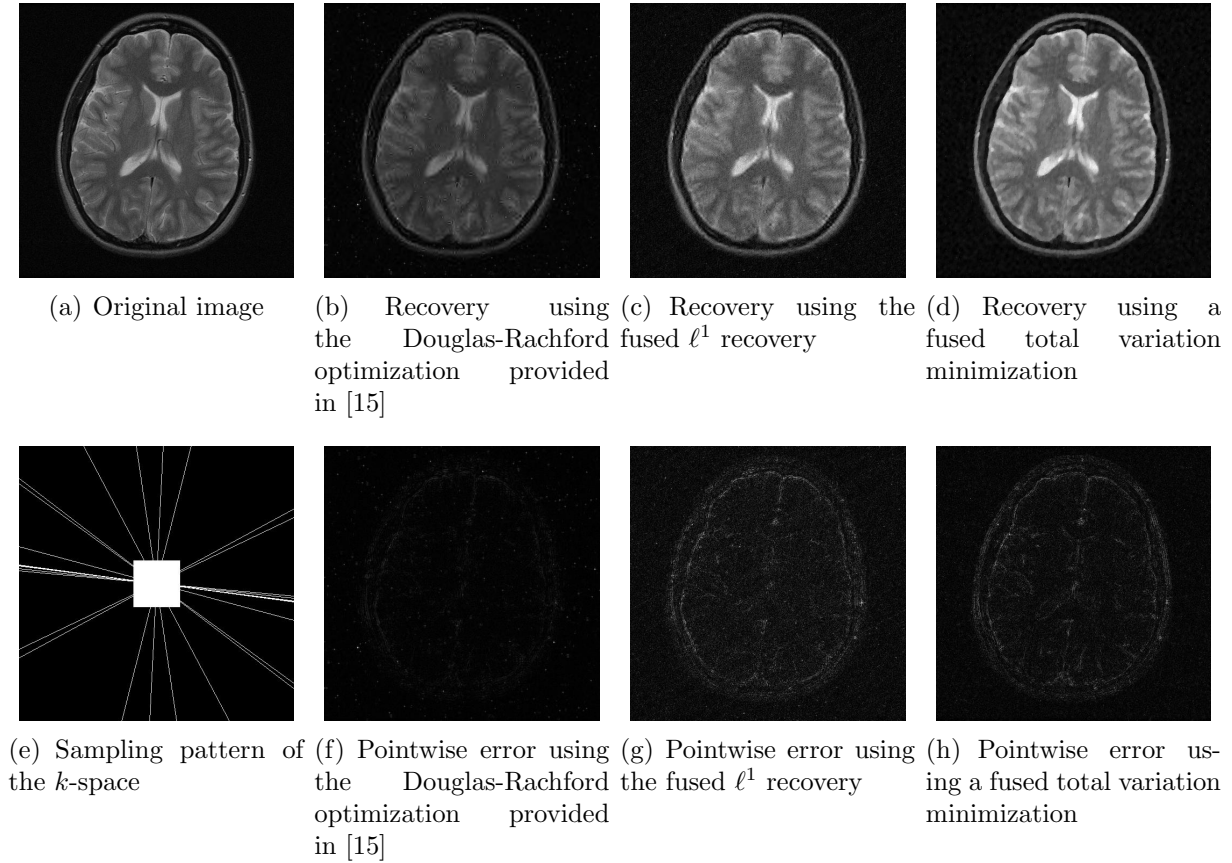 (a) Original image
(b) Recovery using
the Douglas-Rachford
optimization provided
in [15]
(c) Recovery using the
fused ℓ¹ recovery
(d) Recovery using a
fused total variation
minimization
(e) Sampling pattern of
the k-space
(f) Pointwise error using
the Douglas-Rachford
optimization provided
in [15]
(g) Pointwise error using
the fused ℓ¹ recovery
(h) Pointwise error us-
ing a fused total variation
minimization